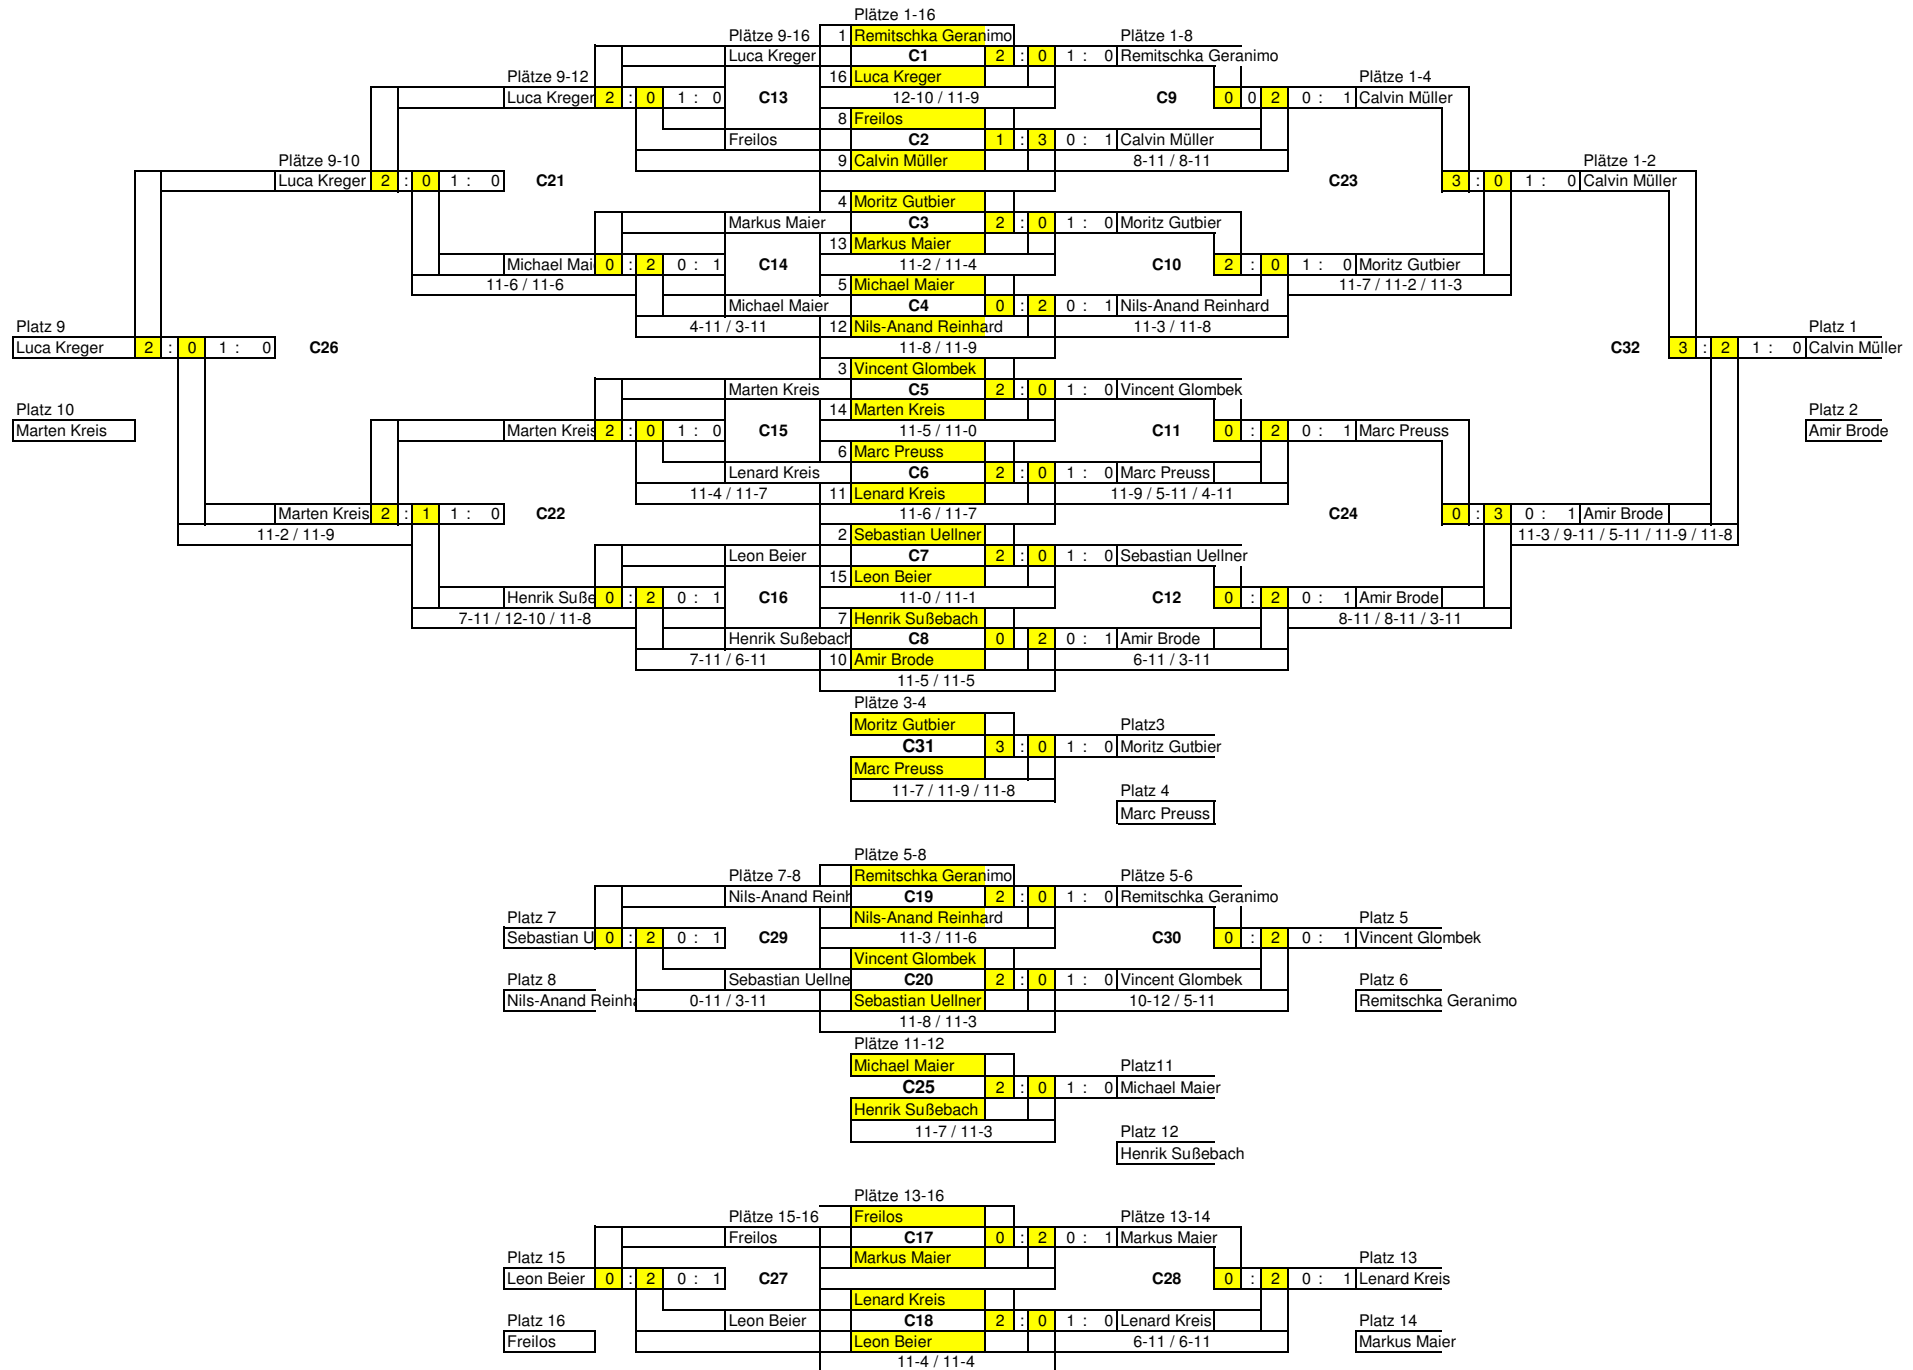 Plätze 1-16
Plätze 9-16 1 Remitschka Geranimo Plätze 1-8
Luca Kreger C1 2 : 0 1 : 0 Remitschka Geranimo
Plätze 9-12 16 Luca Kreger Plätze 1-4
Luca Kreger 2 : 0 1 : 0 C13 12-10 / 11-9 C9 0 0 2 0 : 1 Calvin Müller
8 Freilos
Freilos C2 1 : 3 0 : 1 Calvin Müller
Plätze 9-10 9 Calvin Müller 8-11 / 8-11 Plätze 1-2
Luca Kreger 2 : 0 1 : 0 C21 C23 3 : 0 1 : 0 Calvin Müller
4 Moritz Gutbier
Markus Maier C3 2 : 0 1 : 0 Moritz Gutbier
13 Markus Maier
Michael Mai 0 : 2 0 : 1 C14 11-2 / 11-4 C10 2 : 0 1 : 0 Moritz Gutbier
11-6 / 11-6 5 Michael Maier 11-7 / 11-2 / 11-3
Michael Maier C4 0 : 2 0 : 1 Nils-Anand Reinhard
Platz 9 4-11 / 3-11 12 Nils-Anand Reinhard 11-3 / 11-8 Platz 1
Luca Kreger 2 : 0 1 : 0 C26 11-8 / 11-9 C32 3 : 2 1 : 0 Calvin Müller
3 Vincent Glombek
Marten Kreis C5 2 : 0 1 : 0 Vincent Glombek
Platz 10 14 Marten Kreis Platz 2
Marten Kreis Marten Kreis 2 : 0 1 : 0 C15 11-5 / 11-0 C11 0 : 2 0 : 1 Marc Preuss Amir Brode
6 Marc Preuss
Lenard Kreis C6 2 : 0 1 : 0 Marc Preuss
11-4 / 11-7 11 Lenard Kreis 11-9 / 5-11 / 4-11
Marten Kreis 2 : 1 1 : 0 C22 11-6 / 11-7 C24 0 : 3 0 : 1 Amir Brode
11-2 / 11-9 2 Sebastian Uellner 11-3 / 9-11 / 5-11 / 11-9 / 11-8
Leon Beier C7 2 : 0 1 : 0 Sebastian Uellner
15 Leon Beier
Henrik Suße 0 : 2 0 : 1 C16 11-0 / 11-1 C12 0 : 2 0 : 1 Amir Brode
7-11 / 12-10 / 11-8 7 Henrik Sußebach 8-11 / 8-11 / 3-11
Henrik Sußebach C8 0 2 0 : 1 Amir Brode
7-11 / 6-11 10 Amir Brode 6-11 / 3-11
11-5 / 11-5
Plätze 3-4
Moritz Gutbier Platz3
C31 3 : 0 1 : 0 Moritz Gutbier
Marc Preuss
11-7 / 11-9 / 11-8 Platz 4
Marc Preuss
Plätze 5-8
Plätze 7-8 Remitschka Geranimo Plätze 5-6
Nils-Anand Reinh C19 2 : 0 1 : 0 Remitschka Geranimo
Platz 7 Nils-Anand Reinhard Platz 5
Sebastian U 0 : 2 0 : 1 C29 11-3 / 11-6 C30 0 : 2 0 : 1 Vincent Glombek
Vincent Glombek
Platz 8 Sebastian Uellne C20 2 : 0 1 : 0 Vincent Glombek Platz 6
Nils-Anand Reinha 0-11 / 3-11 Sebastian Uellner 10-12 / 5-11 Remitschka Geranimo
11-8 / 11-3
Plätze 11-12
Michael Maier Platz11
C25 2 : 0 1 : 0 Michael Maier
Henrik Sußebach
11-7 / 11-3 Platz 12
Henrik Sußebach
Plätze 13-16
Plätze 15-16 Freilos Plätze 13-14
Freilos C17 0 : 2 0 : 1 Markus Maier
Platz 15 Markus Maier Platz 13
Leon Beier 0 : 2 0 : 1 C27 C28 0 : 2 0 : 1 Lenard Kreis
Lenard Kreis
Platz 16 Leon Beier C18 2 : 0 1 : 0 Lenard Kreis Platz 14
Freilos Leon Beier 6-11 / 6-11 Markus Maier
11-4 / 11-4